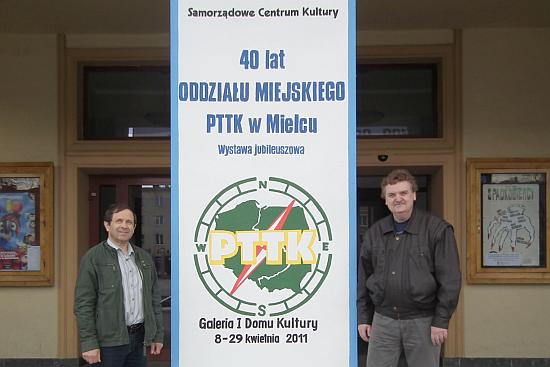 Samorządowe Centrum Kultury
40 lat
ODDZIAŁU MIEJSKIEGO
PTTK w Mielcu
Wystawa jubileuszowa
N
W PTTK E
S
Galeria I Domu Kultury
8-29 kwietnia 2011
SPADKOBIERCY